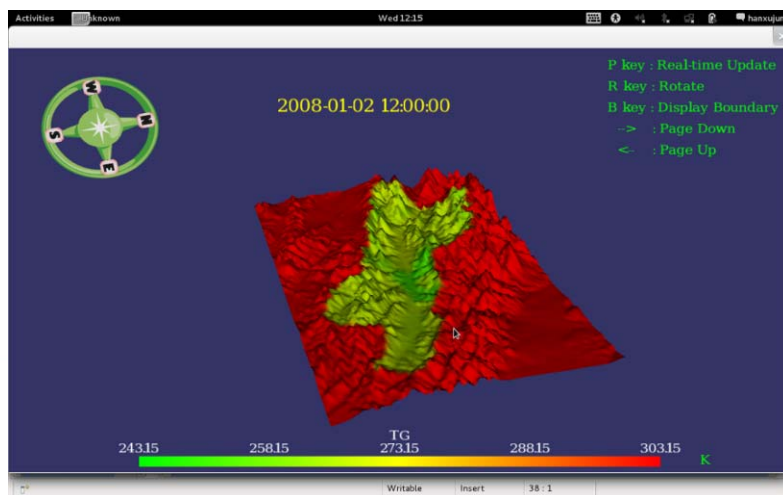 Activities
Unknown
Wed 12:15
hanxujun
2008-01-02 12:00:00
P key : Real-time Update
R key : Rotate
B key : Display Boundary
--> : Page Down
<- : Page Up
W
N
S
E
TG
243.15 258.15 273.15 288.15 303.15
K
Writable Insert 38 : 1